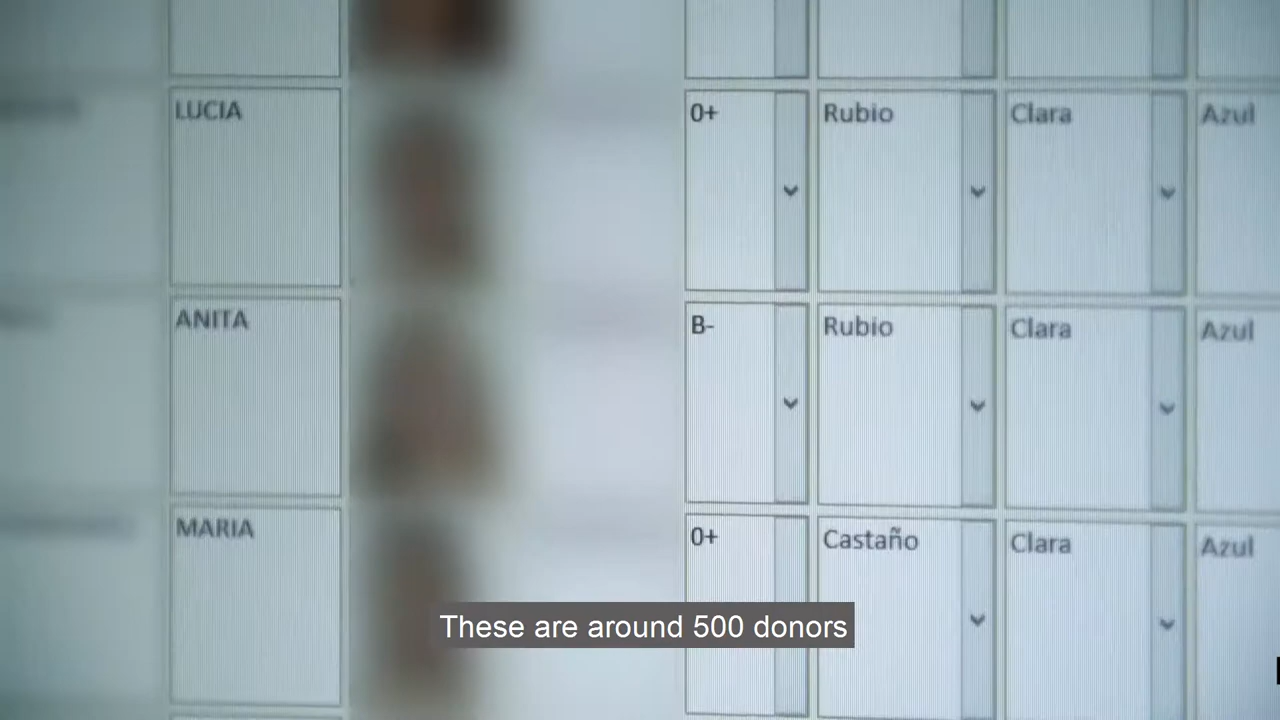 LUCIA 0+ Rubio Clara Azul
ANITA B- Rubio Clara Azul
MARIA 0+ Castaño Clara Azul
These are around 500 donors